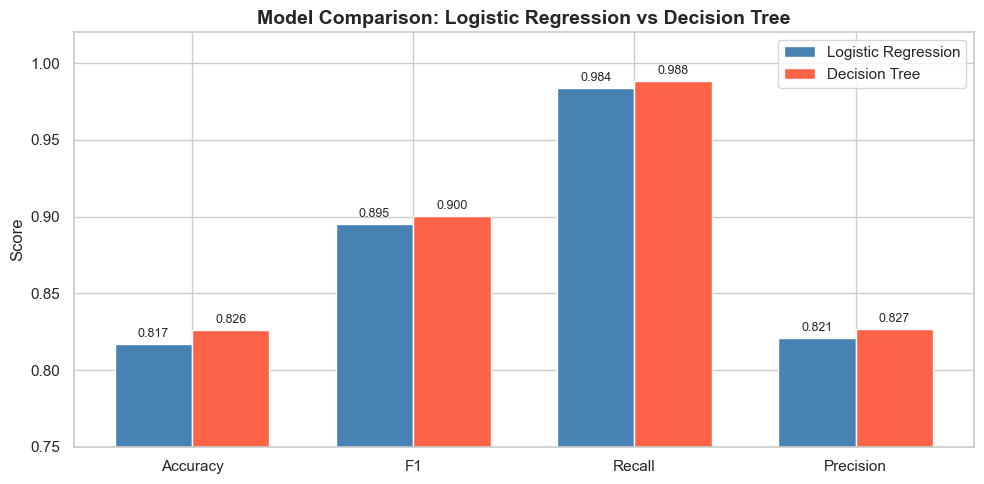 Model Comparison: Logistic Regression vs Decision Tree
Logistic Regression
Decision Tree
Score
1.00
0.95
0.90
0.85
0.80
0.75
0.817
0.826
0.895
0.900
0.984
0.988
0.821
0.827
Accuracy
F1
Recall
Precision